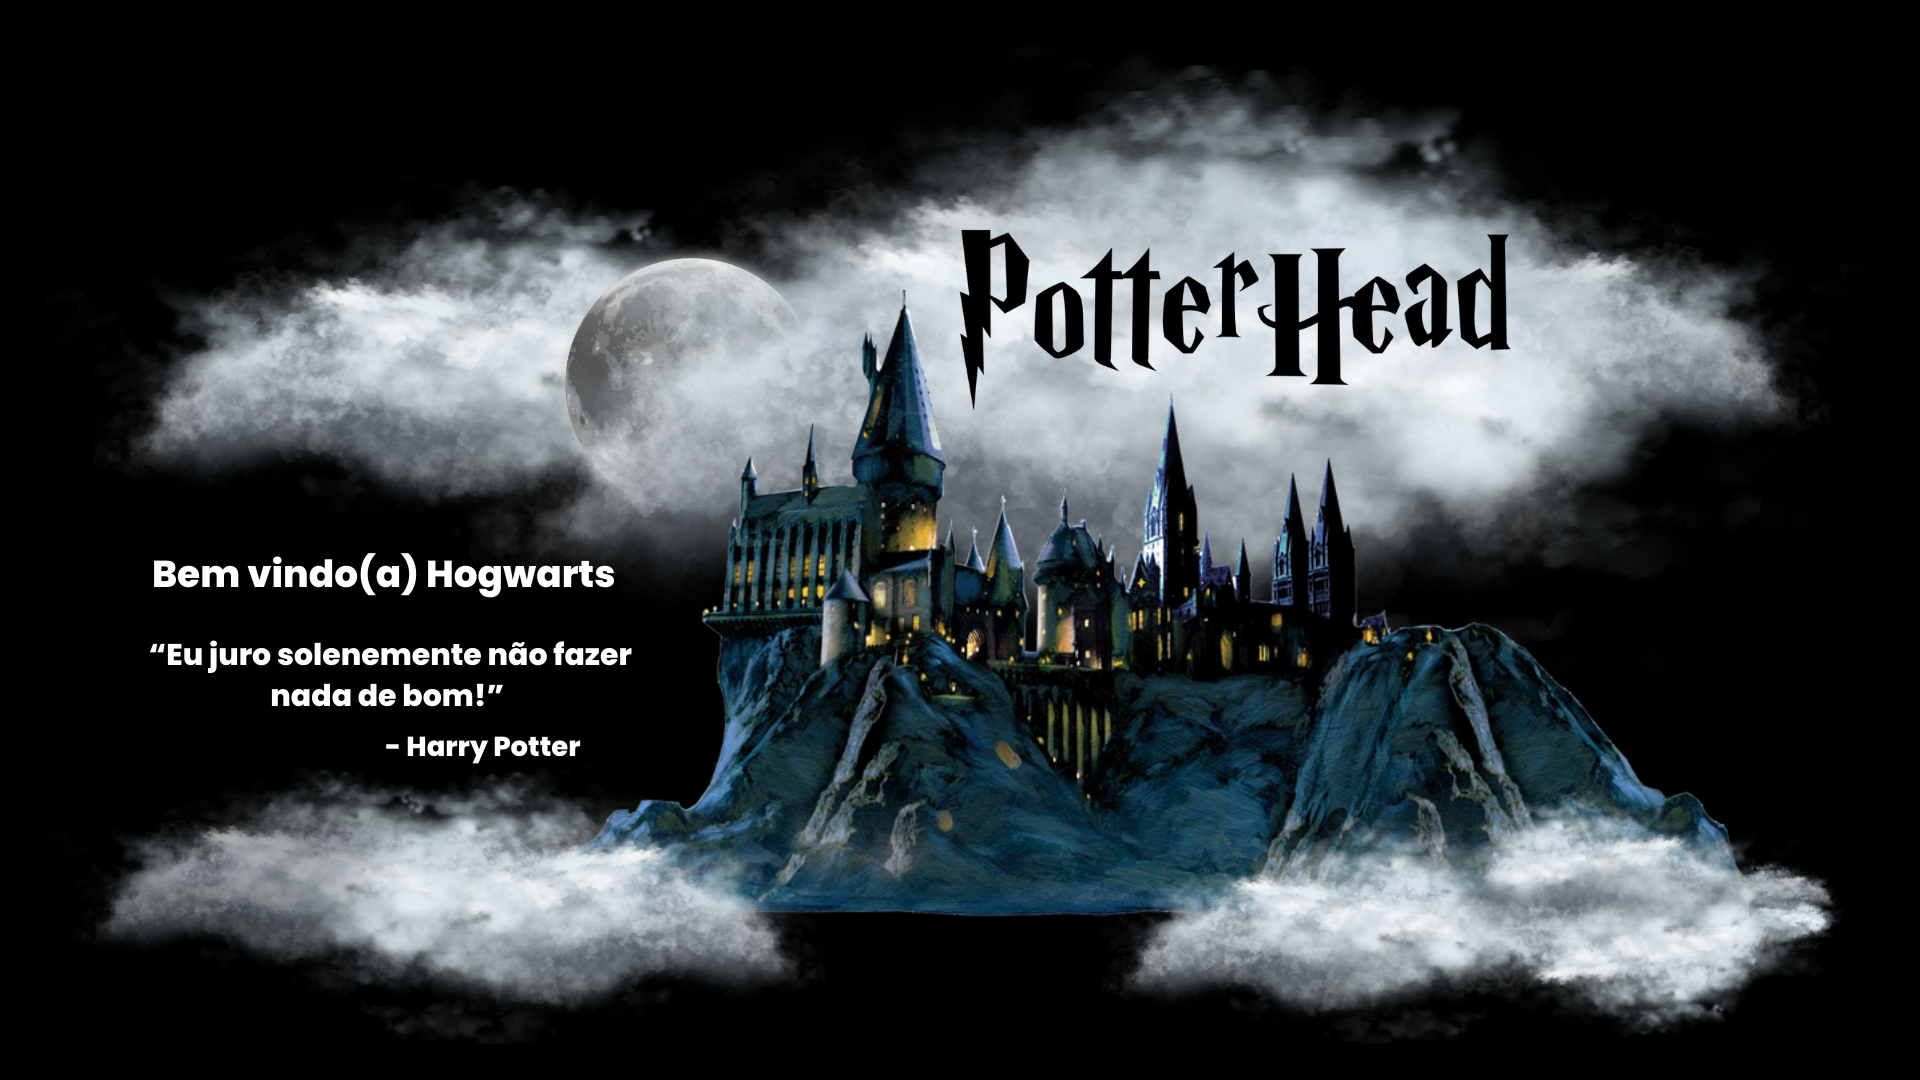 PotterHead
Bem vindo(a) Hogwarts
“Eu juro solenemente não fazer
nada de bom!”
- Harry Potter